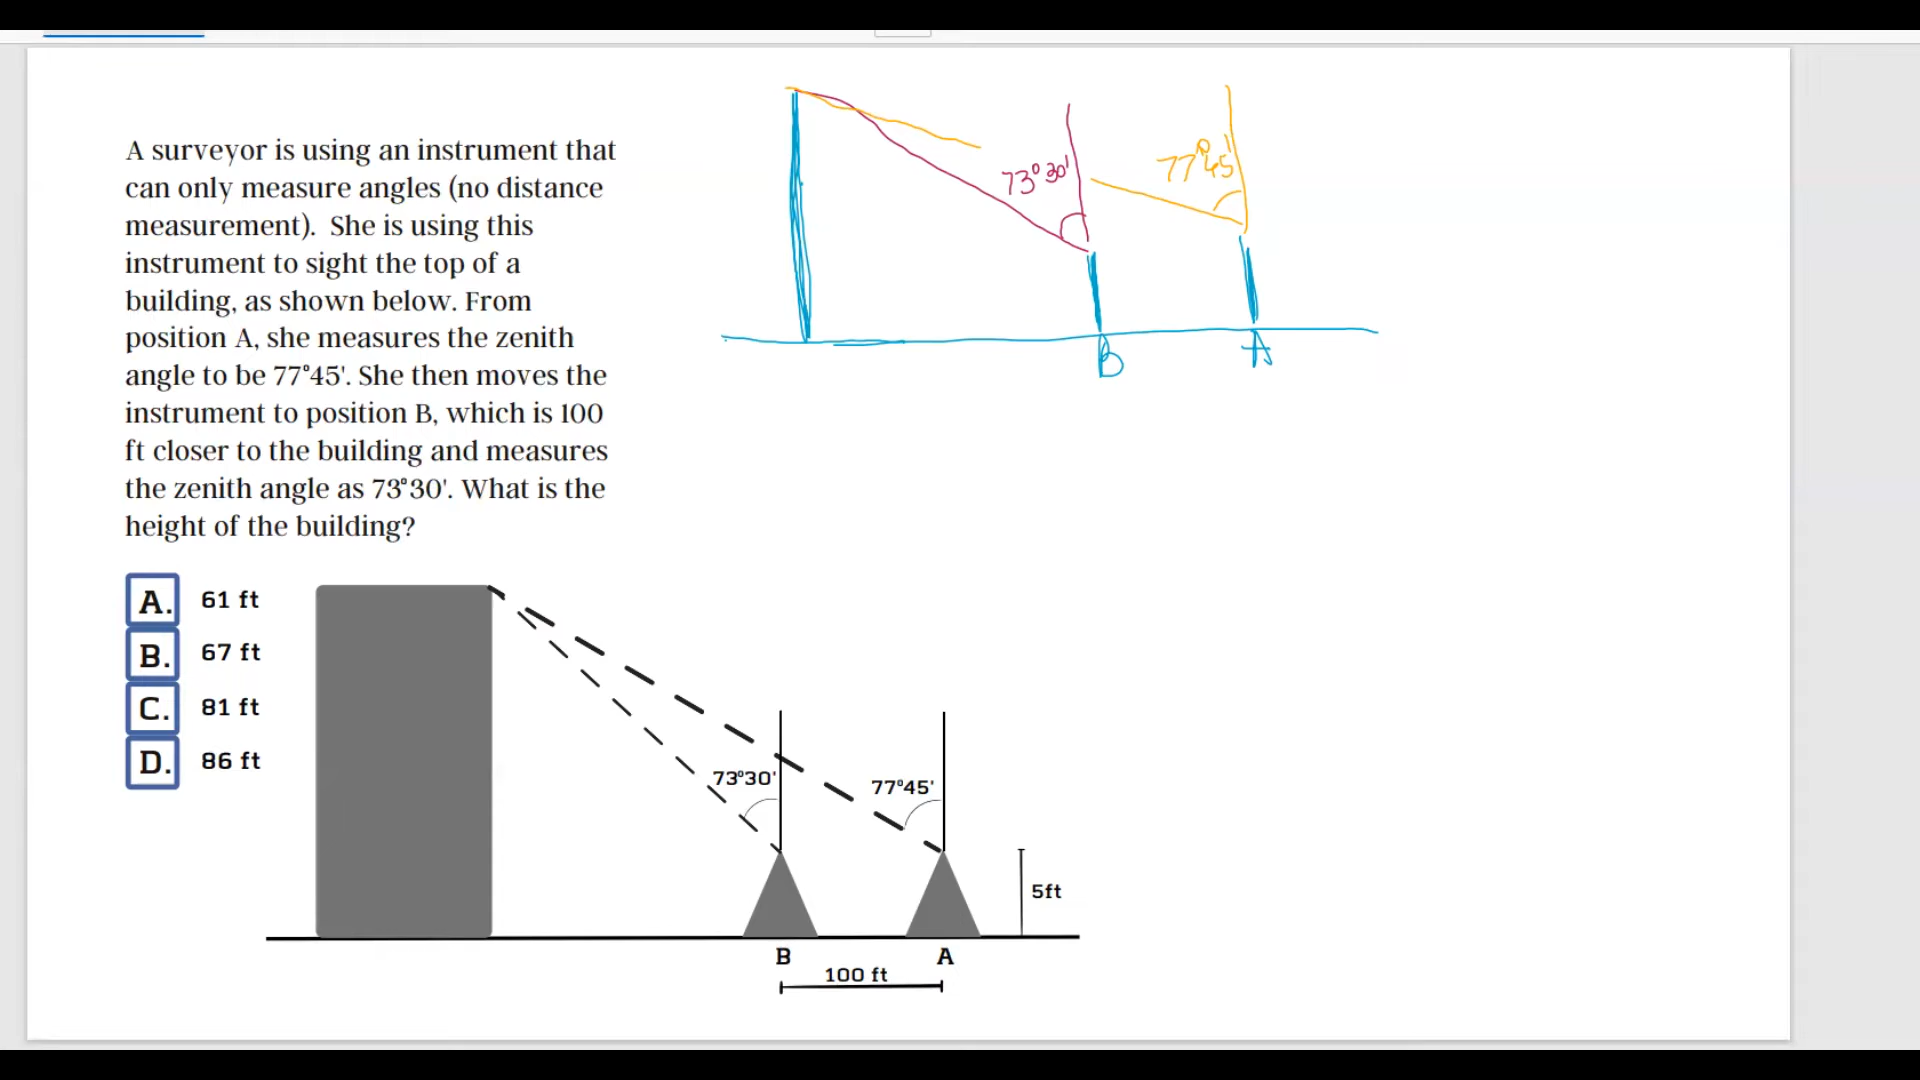 A surveyor is using an instrument that
can only measure angles (no distance
measurement). She is using this
instrument to sight the top of a
building, as shown below. From
position A, she measures the zenith
angle to be 77°45'. She then moves the
instrument to position B, which is 100
ft closer to the building and measures
the zenith angle as 73°30'. What is the
height of the building?
A. 61 ft
B. 67 ft
C. 81 ft
D. 86 ft
73°30'
77°45'
B
A
73°30'
77°45'
5ft
B
A
100 ft